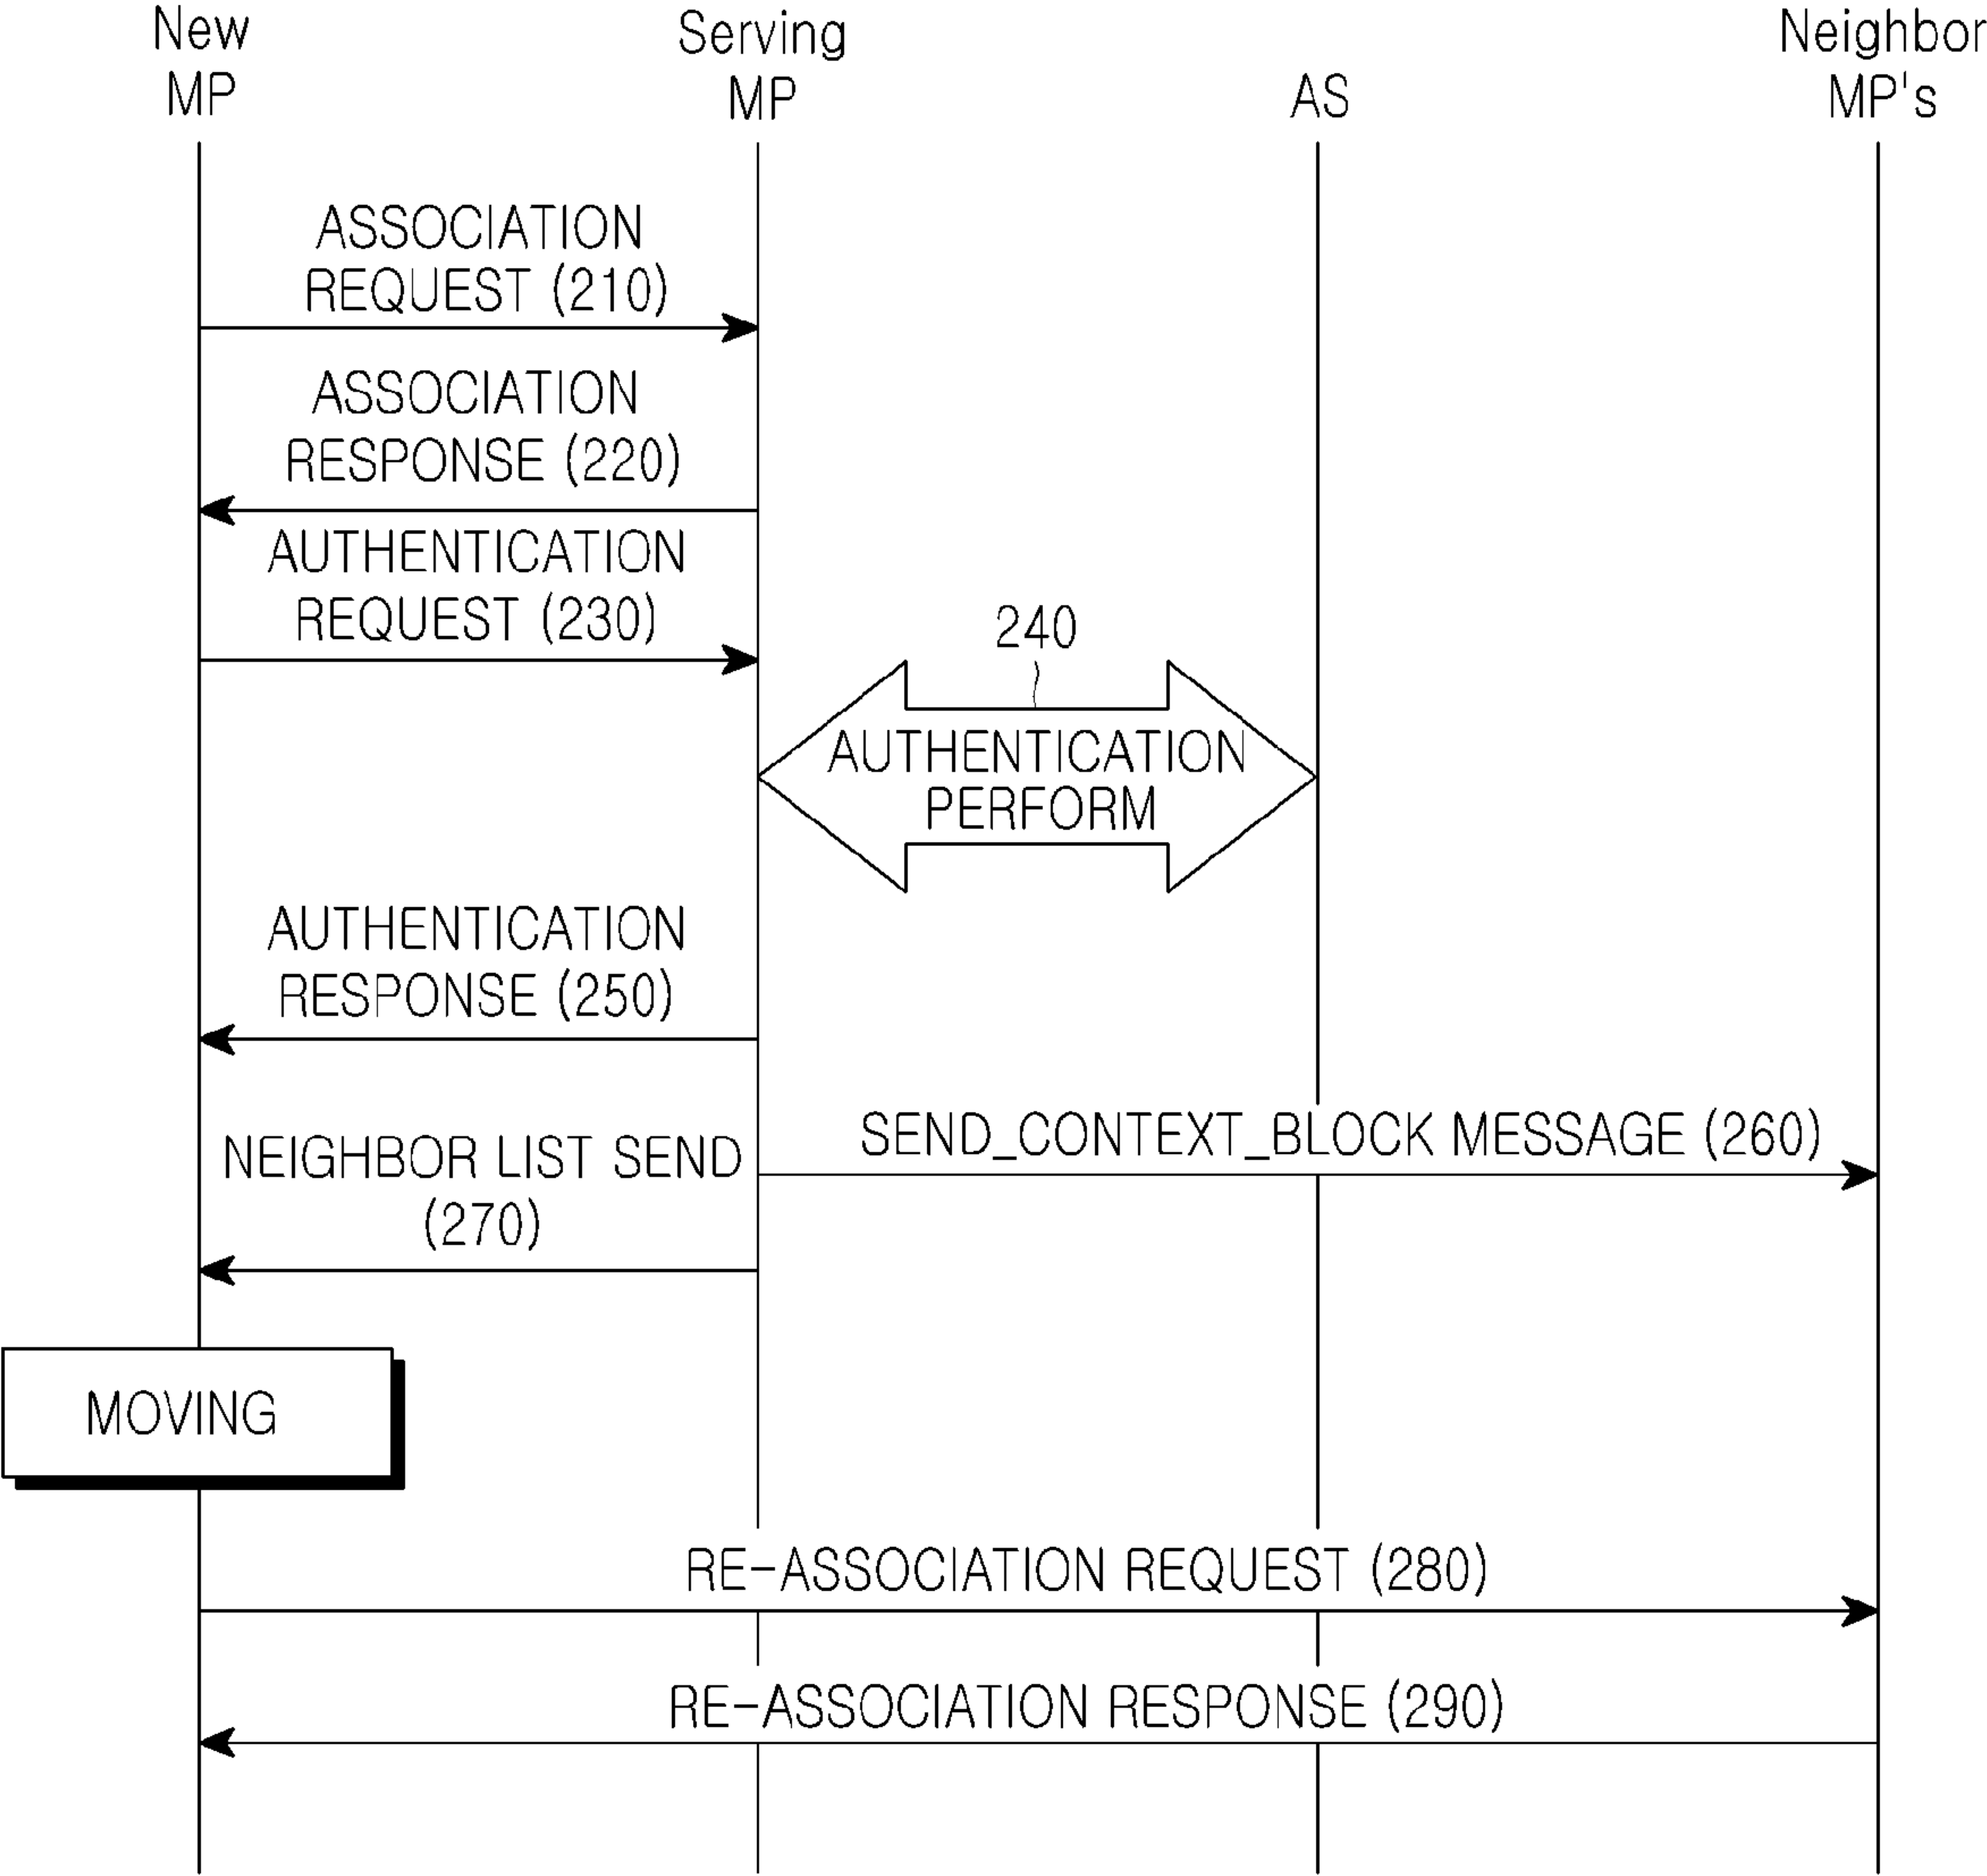 New
MP
Serving
MP
AS
Neighbor
MP's
ASSOCIATION
REQUEST (210)
ASSOCIATION
RESPONSE (220)
AUTHENTICATION
REQUEST (230)
240
AUTHENTICATION
PERFORM
AUTHENTICATION
RESPONSE (250)
SEND_CONTEXT_BLOCK MESSAGE (260)
NEIGHBOR LIST SEND
(270)
MOVING
RE-ASSOCIATION REQUEST (280)
RE-ASSOCIATION RESPONSE (290)